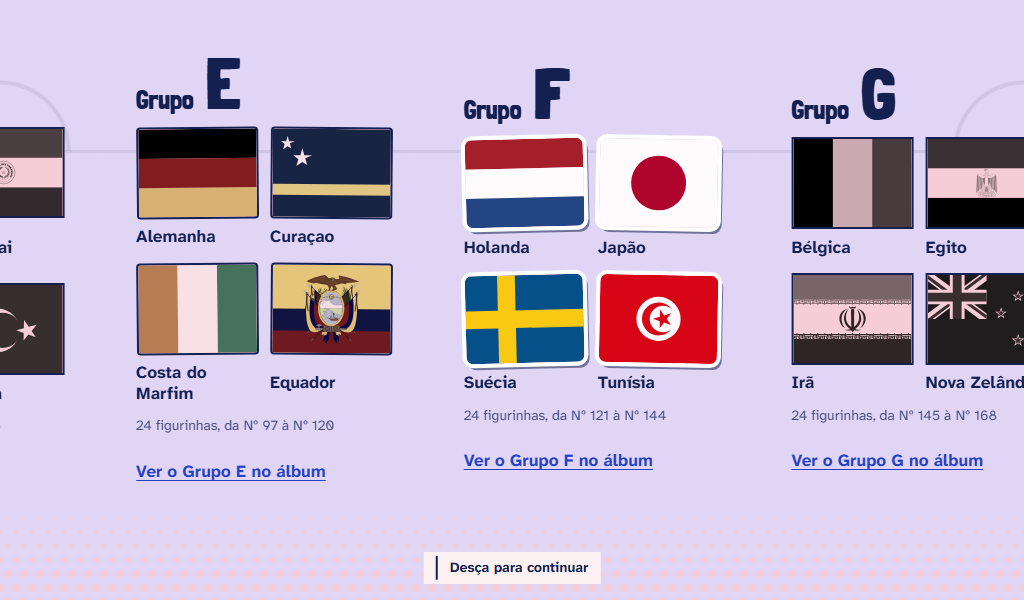 Grupo E
Alemanha
Curaçao
Costa do
Marfim
Equador
24 figurinhas, da Nº 97 à Nº 120
Ver o Grupo E no álbum
Grupo F
Holanda
Japão
Suécia
Tunísia
24 figurinhas, da Nº 121 à Nº 144
Ver o Grupo F no álbum
Grupo G
Bélgica
Egito
Irã
Nova Zelând
24 figurinhas, da Nº 145 à Nº 168
Ver o Grupo G no álbum
Desça para continuar